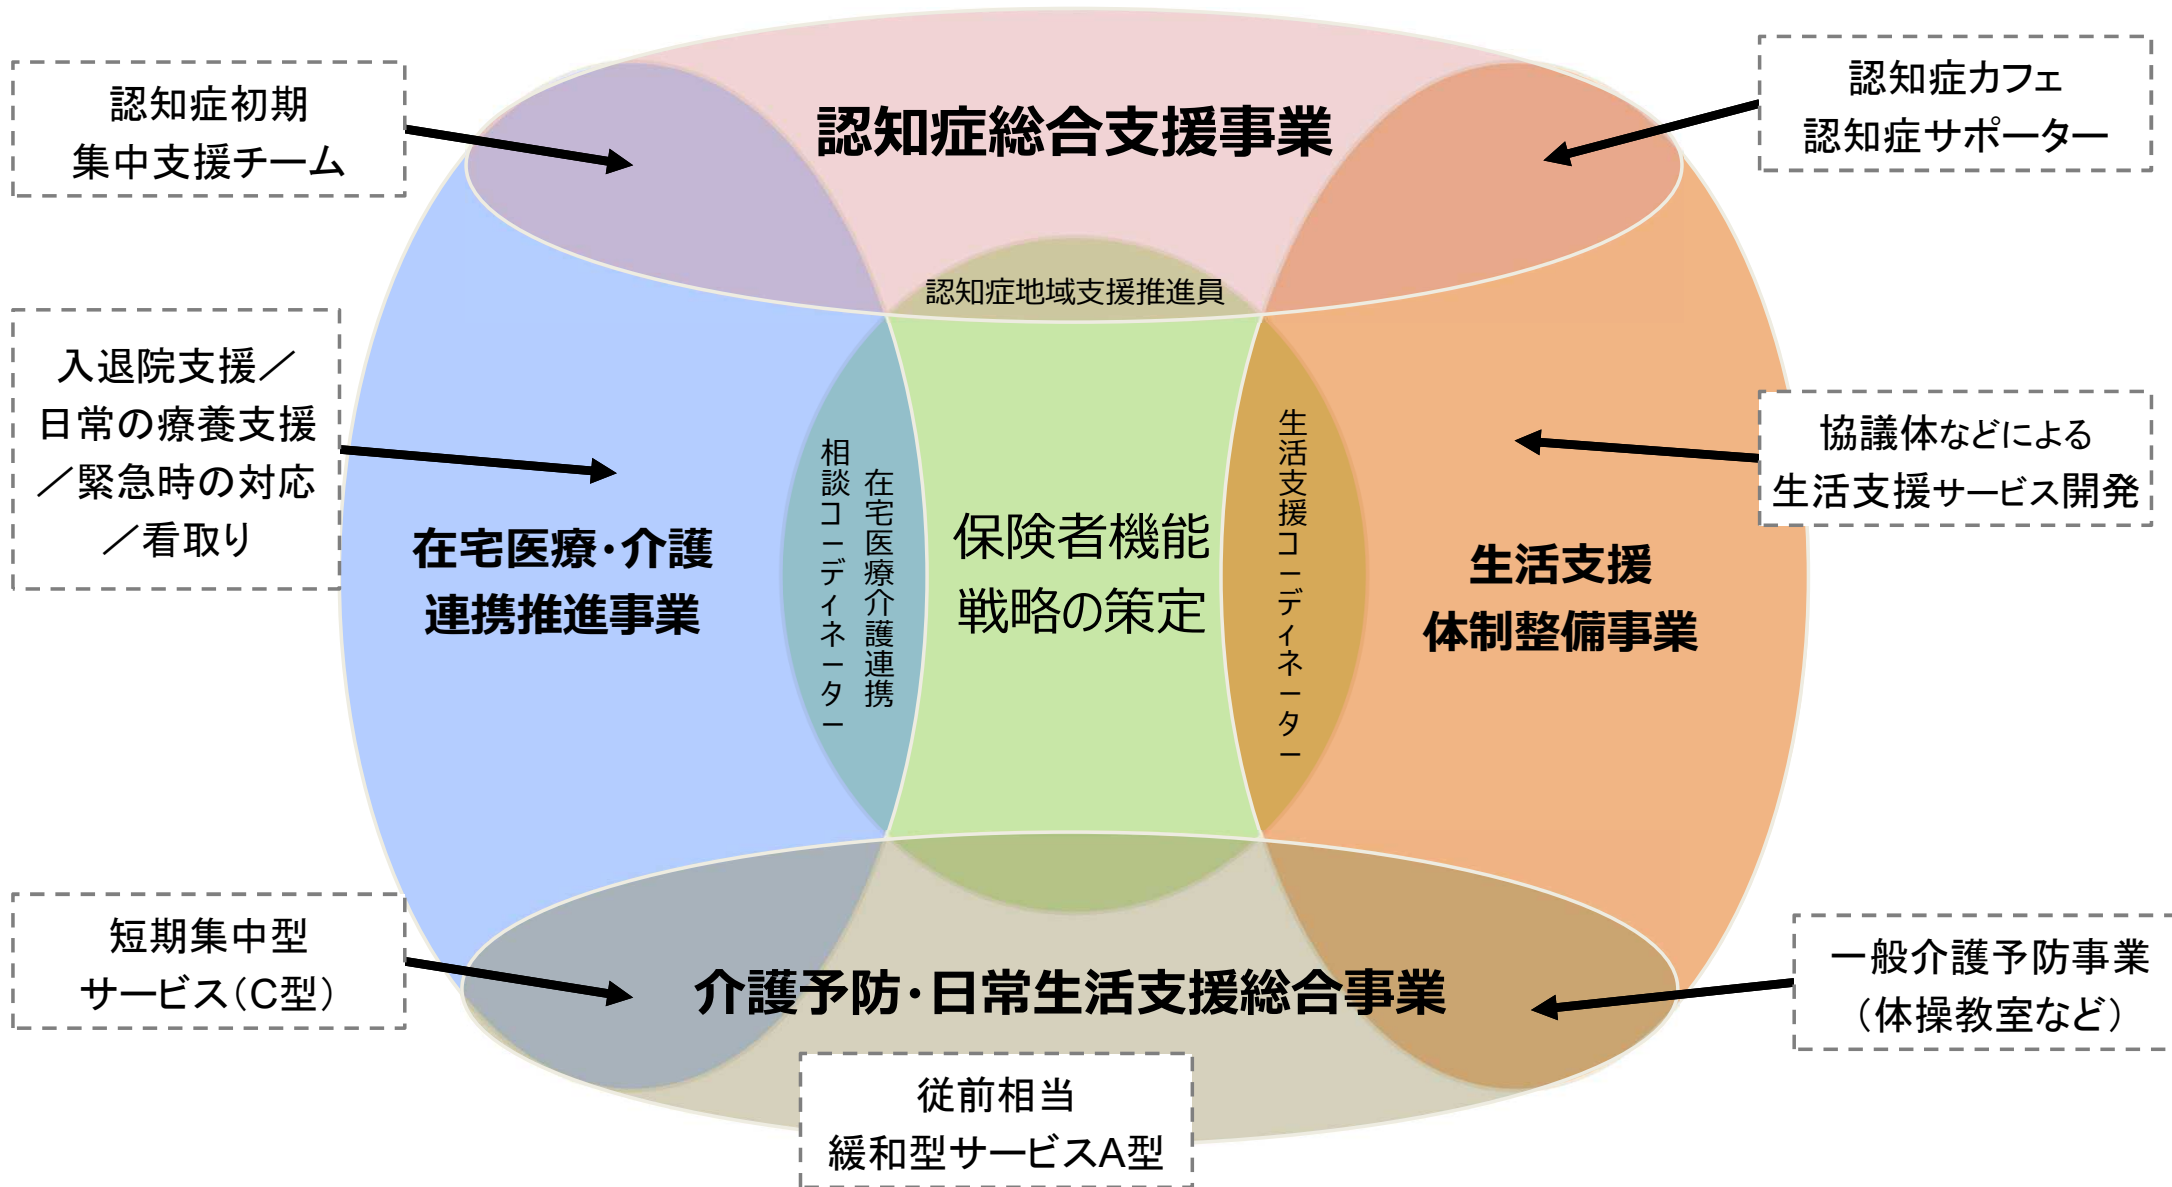 認知症初期
集中支援チーム
認知症総合支援事業
認知症カフェ
認知症サポーター
認知症地域支援推進員
入退院支援／
日常の療養支援
／緊急時の対応
／看取り
在宅医療・介護
連携推進事業
在宅医療介護連携
相談コーディネーター
保険者機能
戦略の策定
生活支援コーディネーター
協議体などによる
生活支援サービス開発
生活支援
体制整備事業
短期集中型
サービス（C型）
介護予防・日常生活支援総合事業
一般介護予防事業
（体操教室など）
従前相当
緩和型サービスA型